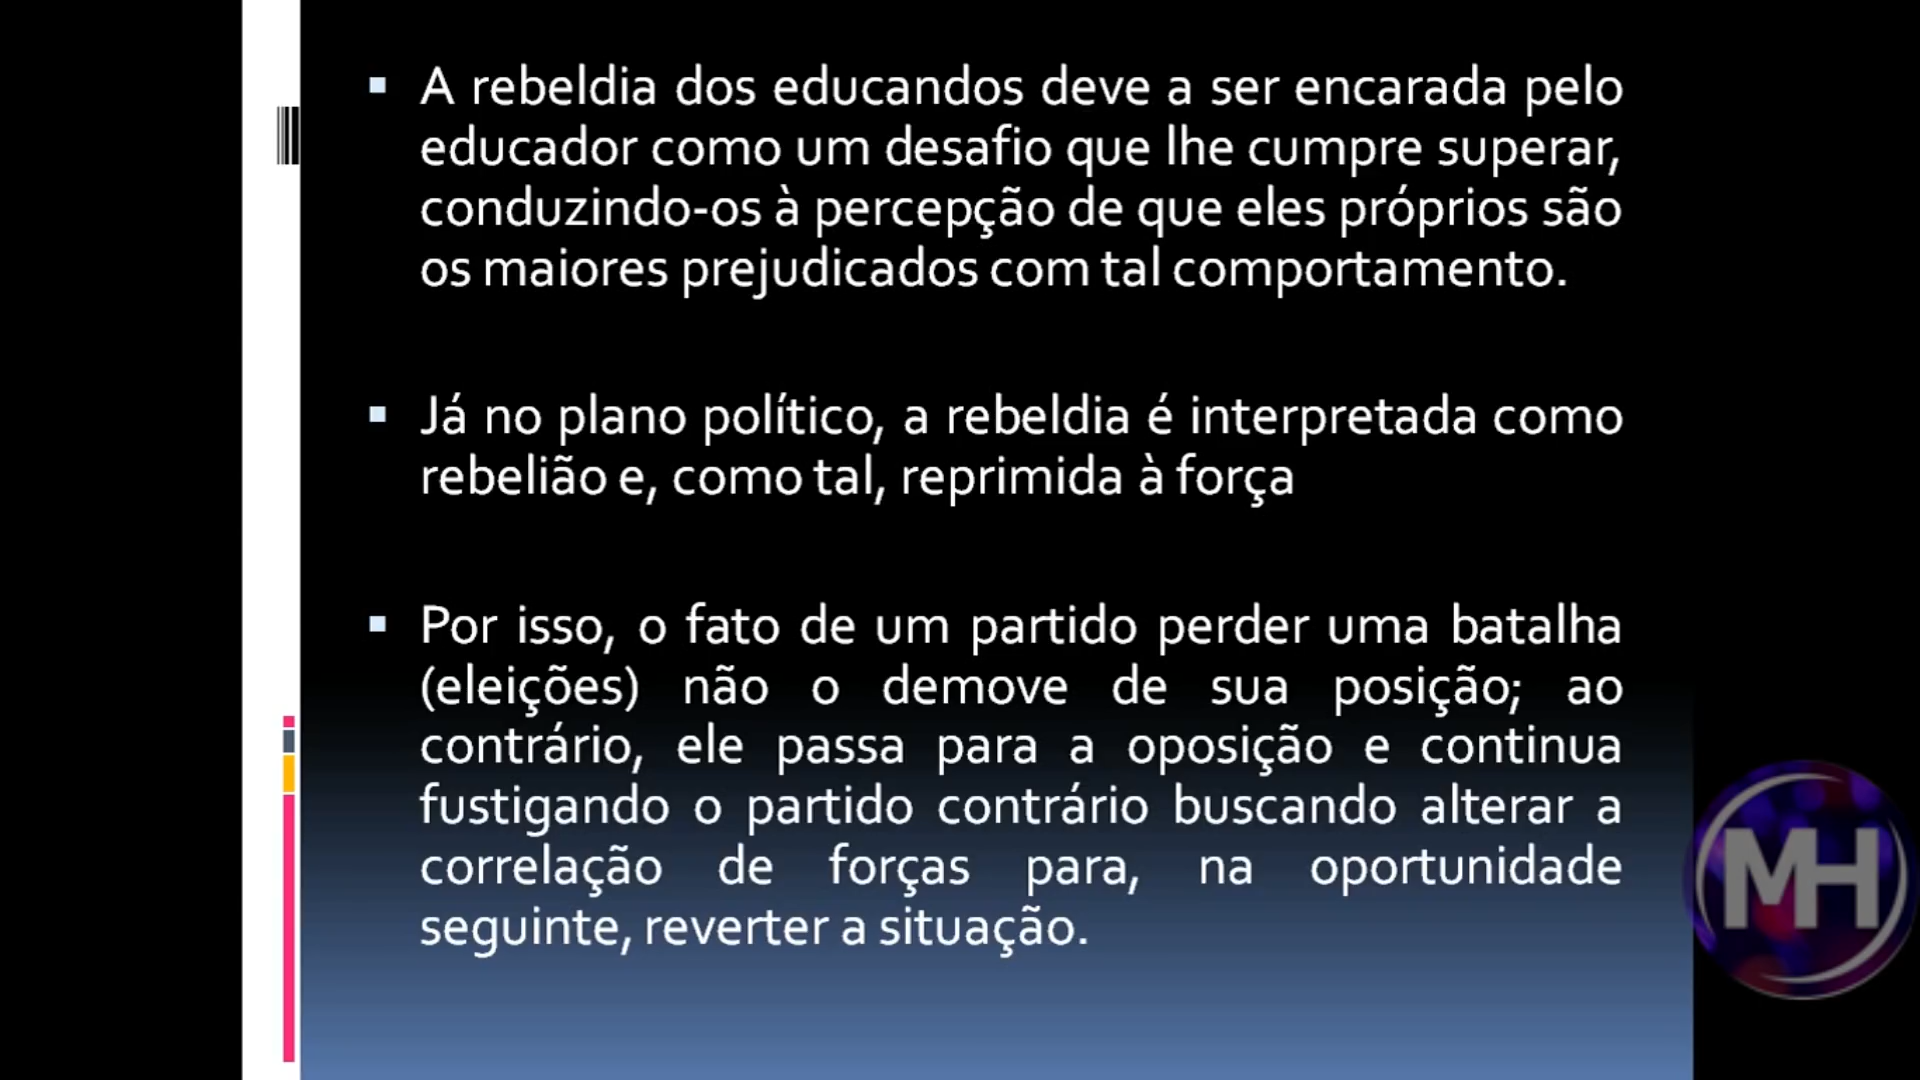 ▪ A rebeldia dos educandos deve a ser encarada pelo
educador como um desafio que lhe cumpre superar,
conduzindo-os à percepção de que eles próprios são
os maiores prejudicados com tal comportamento.
▪ Já no plano político, a rebeldia é interpretada como
rebelião e, como tal, reprimida à força
▪ Por isso, o fato de um partido perder uma batalha
(eleições) não o demove de sua posição; ao
contrário, ele passa para a oposição e continua
fustigando o partido contrário buscando alterar a
correlação de forças para, na oportunidade
seguinte, reverter a situação.
MH